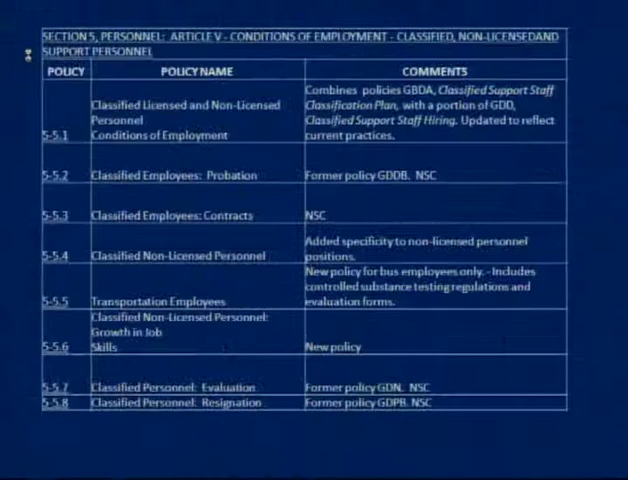 SECTION 5, PERSONNEL: ARTICLE V - CONDITIONS OF EMPLOYMENT - CLASSIFIED, NON-LICENSEDAND
SUPPORT PERSONNEL
POLICY POLICY NAME COMMENTS
Combines policies GBDA, Classified Support Staff
Classified Licensed and Non-Licensed Classification Plan, with a portion of GDD,
Personnel Classified Support Staff Hiring. Updated to reflect
5-5.1 Conditions of Employment current practices.
5-5.2 Classified Employees: Probation Former policy GDDB. NSC
5-5.3 Classified Employees: Contracts NSC
Added specificity to non-licensed personnel
5-5.4 Classified Non-Licensed Personnel positions.
New policy for bus employees only. - Includes
controlled substance testing regulations and
5-5.5 Transportation Employees evaluation forms.
Classified Non-Licensed Personnel:
Growth in Job
5-5.6 Skills New policy
5-5.7 Classified Personnel: Evaluation Former policy GDN. NSC
5-5.8 Classified Personnel: Resignation Former policy GDPB. NSC